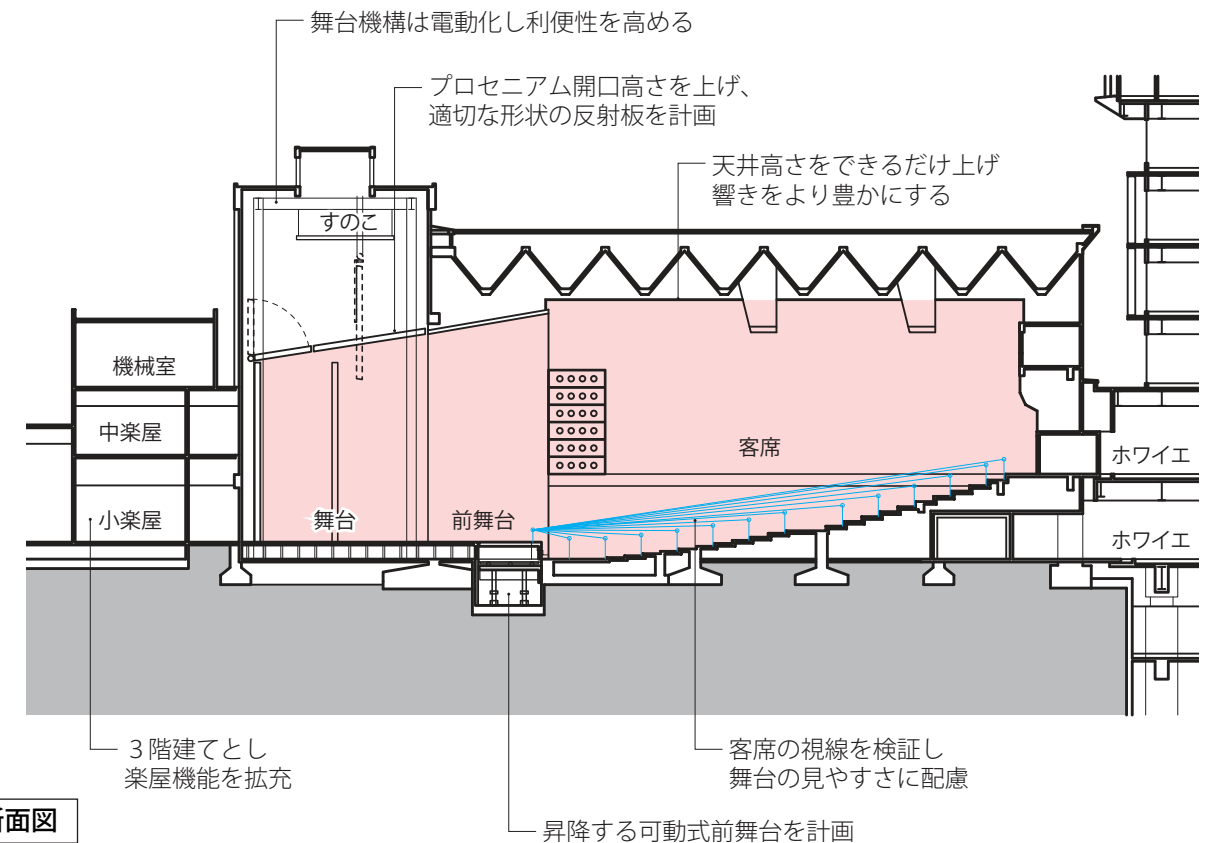 舞台機構は電動化し利便性を高める
プロセニアム開口高さを上げ、
適切な形状の反射板を計画
天井高さをできるだけ上げ
響きをより豊かにする
すのこ
機械室
中楽屋
客席
ホワイエ
小楽屋
舞台
前舞台
ホワイエ
3階建てとし
楽屋機能を拡充
客席の視線を検証し
舞台の見やすさに配慮
昇降する可動式前舞台を計画
面図